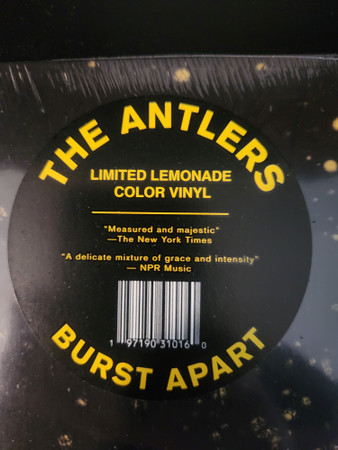 THE ANTLERS
LIMITED LEMONADE
COLOR VINYL
"Measured and majestic"
—The New York Times
"A delicate mixture of grace and intensity"
— NPR Music
1 97190 31016 0
BURST APART